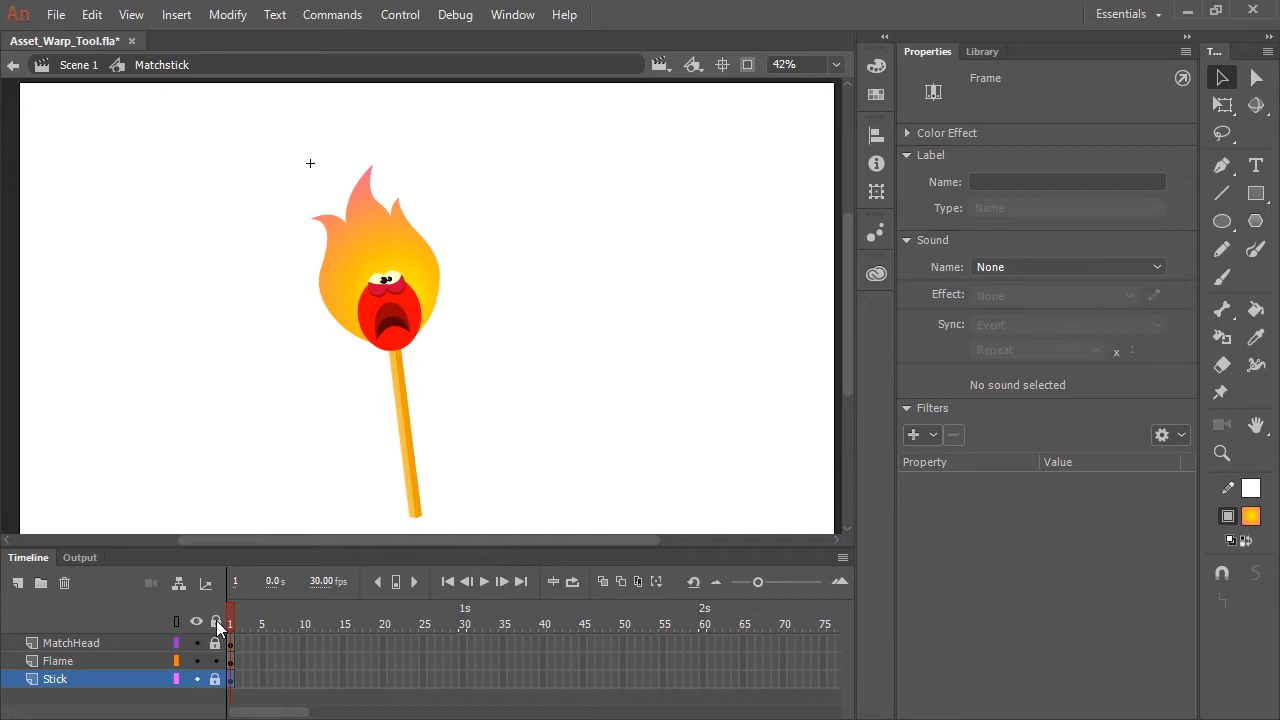 An File Edit View Insert Modify Text Commands Control Debug Window Help Essentials
Asset_Warp_Tool.fla* ×
Scene 1 Matchstick 42%
Properties Library T...
Frame
Color Effect
Label
Name:
Type: Name
Sound
Name: None
Effect: None
Sync: Event
Repeat x 1
No sound selected
Filters
Property Value
Timeline Output
1 0.0 s 30.00 fps
1s 2s
1 5 10 15 20 25 30 35 40 45 50 55 60 65 70 75
MatchHead
Flame
Stick